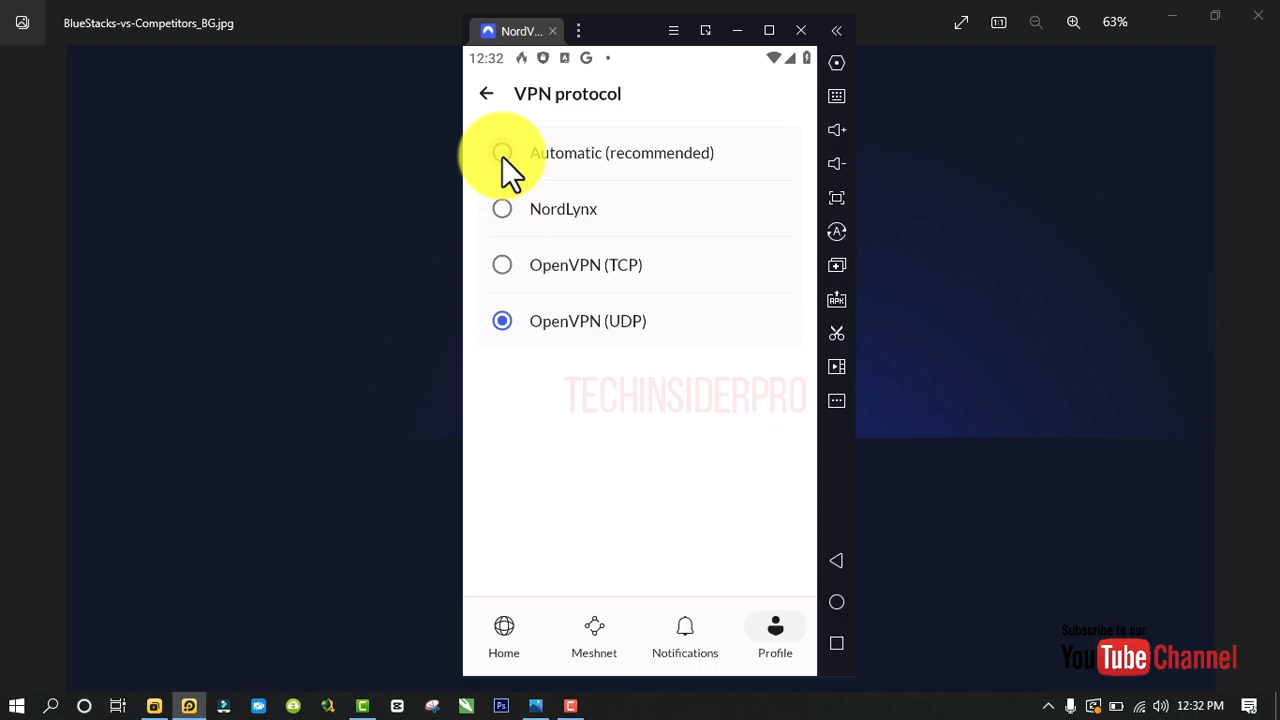 BlueStacks-vs-Competitors_BG.jpg
63%
NordV...
12:32
VPN protocol
Automatic (recommended)
NordLynx
OpenVPN (TCP)
OpenVPN (UDP)
TECHINSIDERPRO
APK
Home
Meshnet
Notifications
Profile
Subscribe to our
YouTube Channel
12:32 PM